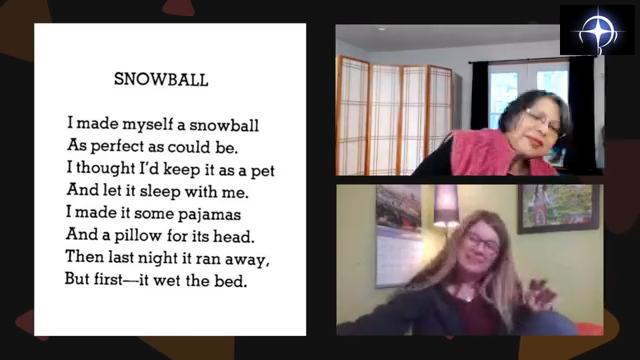 SNOWBALL
I made myself a snowball
As perfect as could be.
I thought I'd keep it as a pet
And let it sleep with me.
I made it some pajamas
And a pillow for its head.
Then last night it ran away,
But first—it wet the bed.